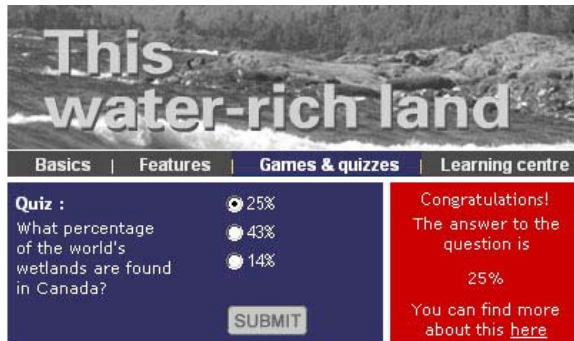 This
water-rich land
Basics | Features | Games & quizzes | Learning centre
Quiz :
What percentage
of the world's
wetlands are found
in Canada?
25%
43%
14%
SUBMIT
Congratulations!
The answer to the
question is
25%
You can find more
about this here